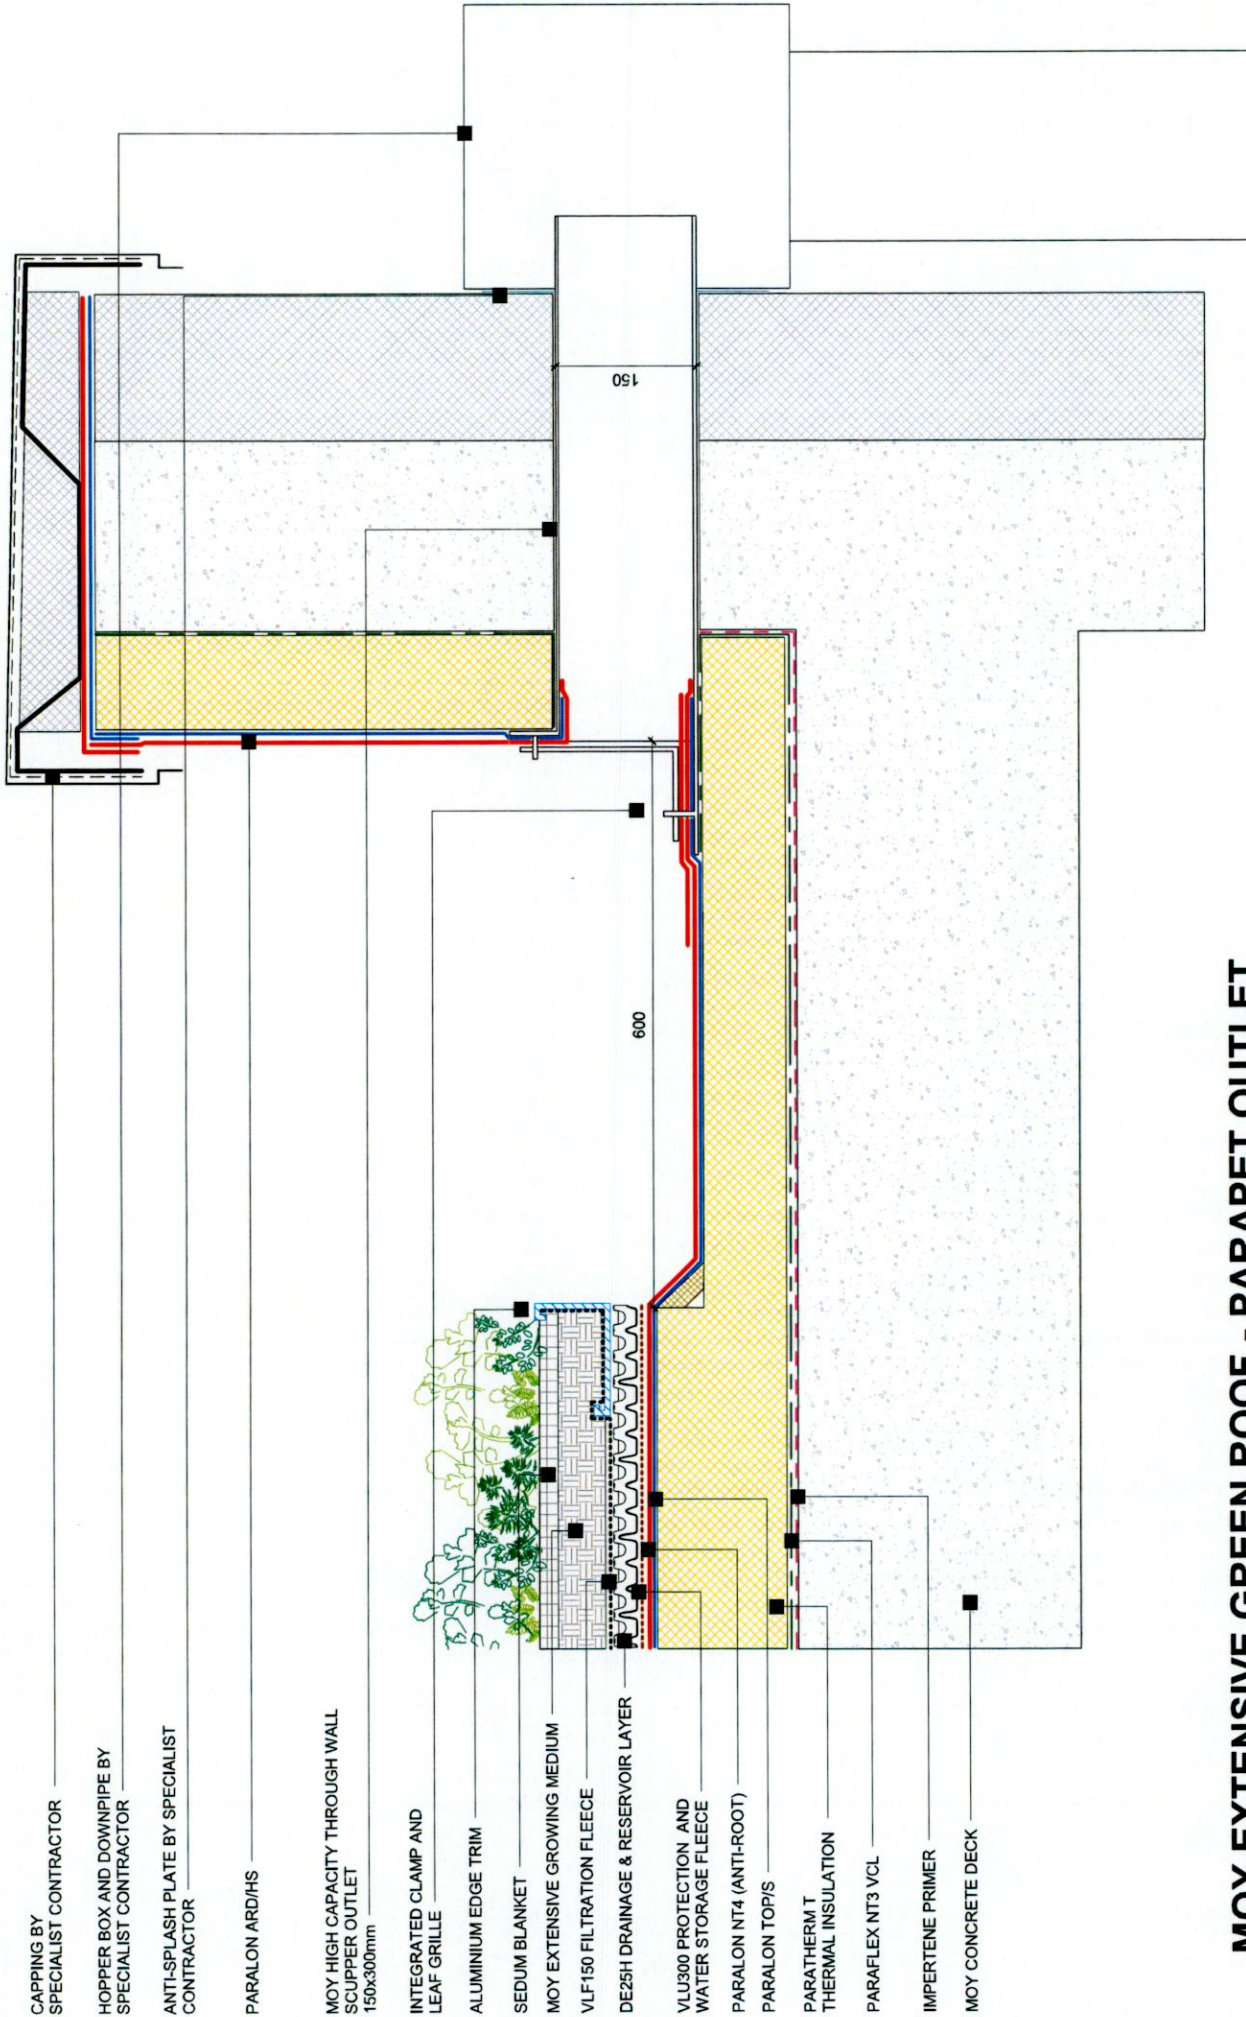 CAPPING BY
SPECIALIST CONTRACTOR
HOPPER BOX AND DOWNPIPE BY
SPECIALIST CONTRACTOR
ANTI-SPLASH PLATE BY SPECIALIST
CONTRACTOR
PARALON ARD/HS
MOY HIGH CAPACITY THROUGH WALL
SCUPPER OUTLET
150x300mm
INTEGRATED CLAMP AND
LEAF GRILLE
ALUMINIUM EDGE TRIM
SEDUM BLANKET
MOY EXTENSIVE GROWING MEDIUM
VLF150 FILTRATION FLEECE
DE25H DRAINAGE & RESERVOIR LAYER
VLU300 PROTECTION AND
WATER STORAGE FLEECE
PARALON NT4 (ANTI-ROOT)
PARALON TOP/S
PARATHERM T
THERMAL INSULATION
PARAFLEX NT3 VCL
IMPERTENE PRIMER
MOY CONCRETE DECK
150
600
MOY EXTENSIVE GREEN ROOF - PARAPET OUTLET